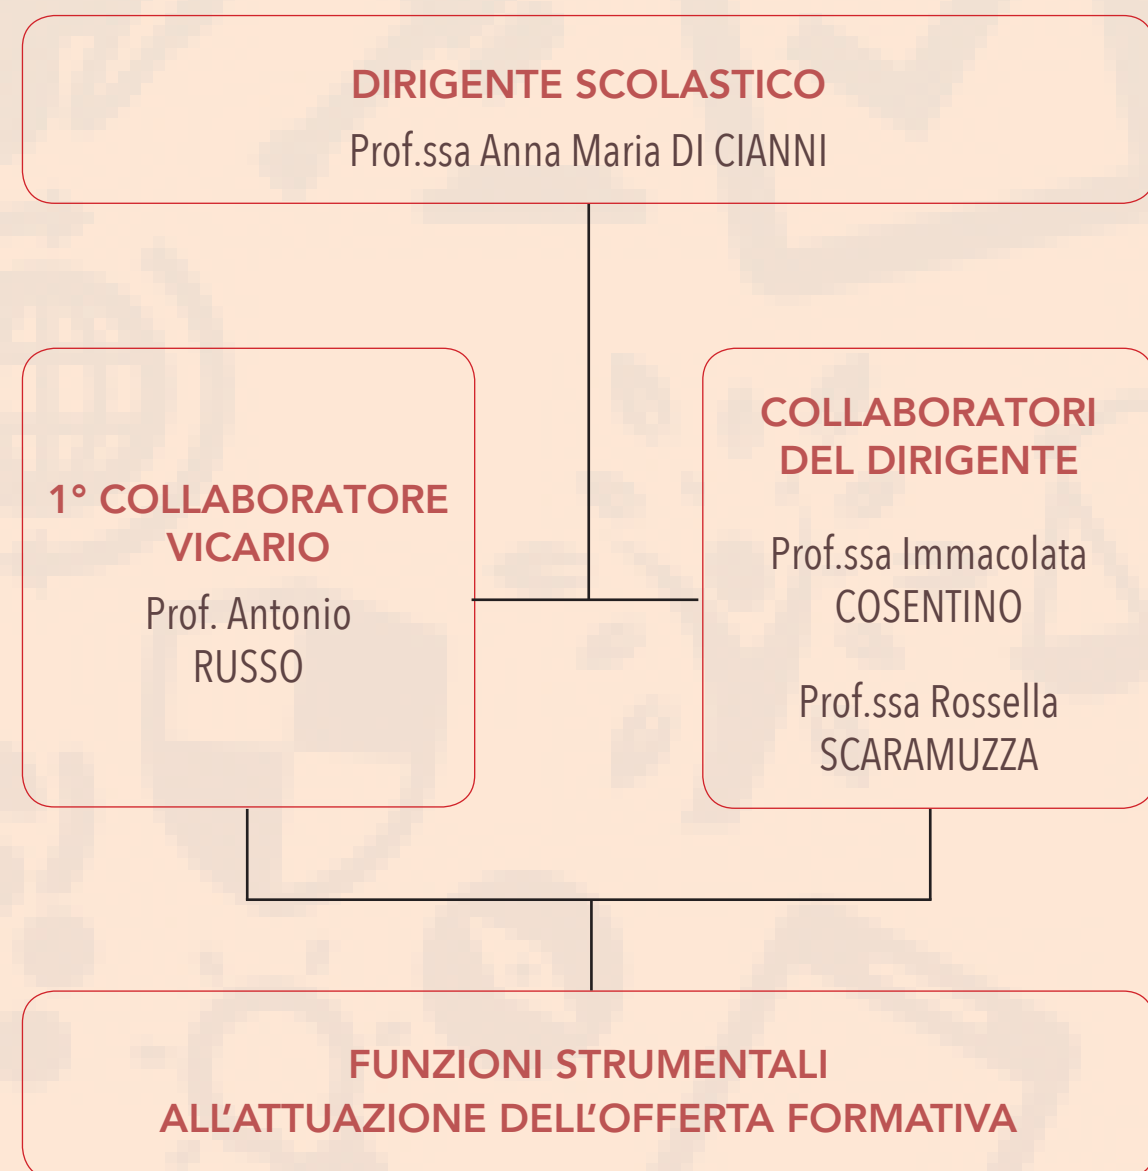 DIRIGENTE SCOLASTICO
Prof.ssa Anna Maria DI CIANNI
1° COLLABORATORE
VICARIO
Prof. Antonio
RUSSO
COLLABORATORI
DEL DIRIGENTE
Prof.ssa Immacolata
COSENTINO
Prof.ssa Rossella
SCARAMUZZA
FUNZIONI STRUMENTALI
ALL’ATTUAZIONE DELL’OFFERTA FORMATIVA